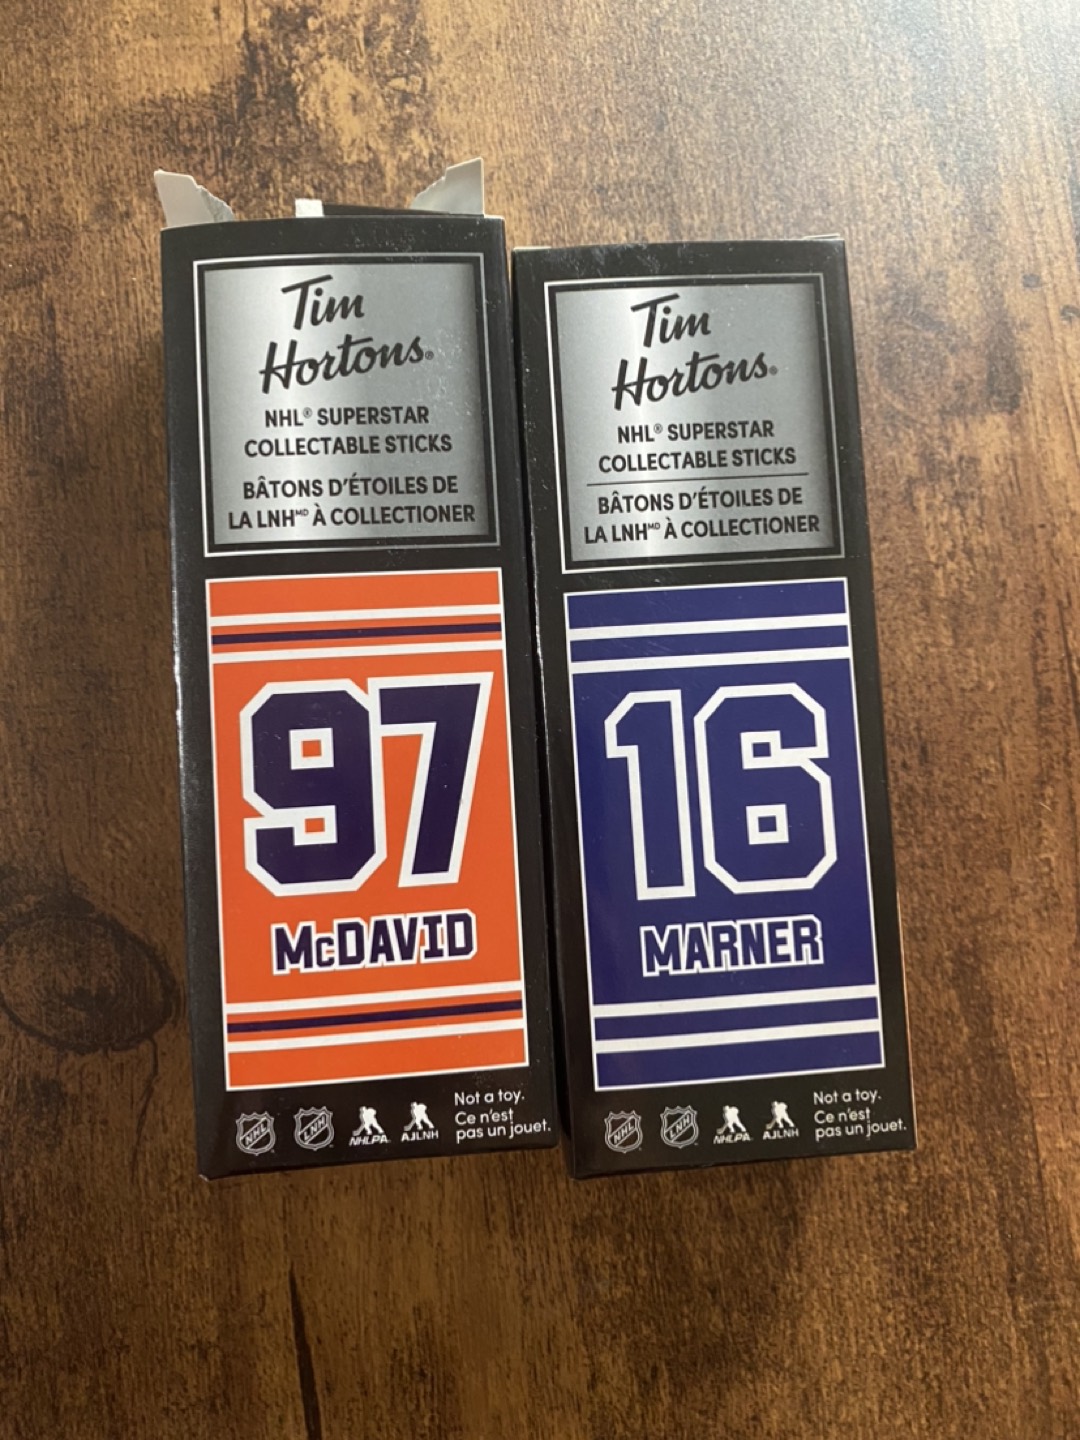 Tim
Hortons®
NHL® SUPERSTAR
COLLECTABLE STICKS
BÂTONS D'ÉTOILES DE
LA LNHᴹᴰ À COLLECTIONER
97
McDAVID
NHL
LNH
NHLPA
AJLNH
Not a toy.
Ce n'est
pas un jouet.
Tim
Hortons®
NHL® SUPERSTAR
COLLECTABLE STICKS
BÂTONS D'ÉTOILES DE
LA LNHᴹᴰ À COLLECTIONER
16
MARNER
NHL
LNH
NHLPA
AJLNH
Not a toy.
Ce n'est
pas un jouet.